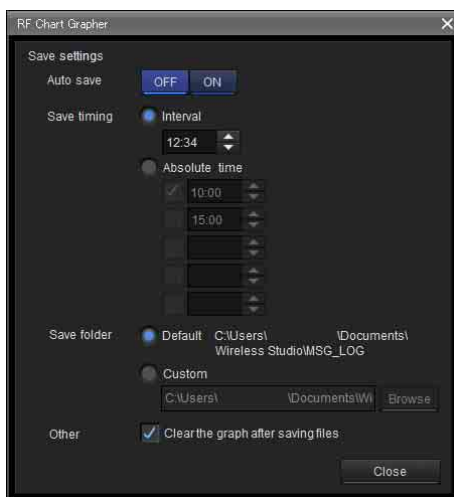 RF Chart Grapher
Save settings
Auto save OFF ON
Save timing Interval
12:34
Absolute time
10:00
15:00
Save folder Default C:\Users\ \Documents\
Wireless Studio\MSG_LOG
Custom
C:\Users\ \Documents\Wi Browse
Other Clear the graph after saving files
Close